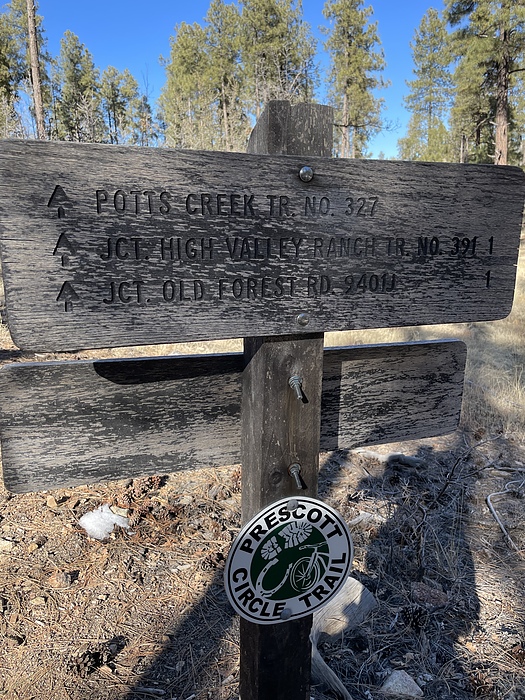 POTTS CREEK TR. NO. 327
JCT. HIGH VALLEY RANCH TR. NO. 391 1
JCT. OLD FOREST RD. 9401J 1
PRESCOTT
CIRCLE TRAIL